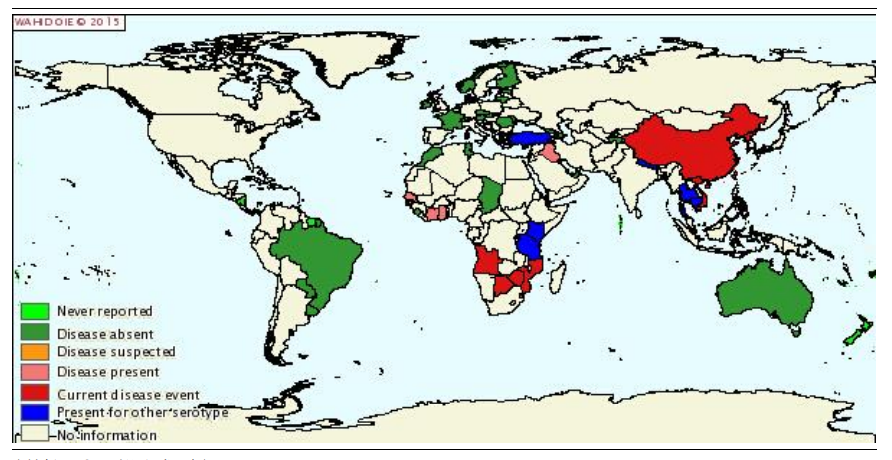 WAHID OIE © 2015
Never reported
Disease absent
Disease suspected
Disease present
Current disease event
Present for other serotype
No information